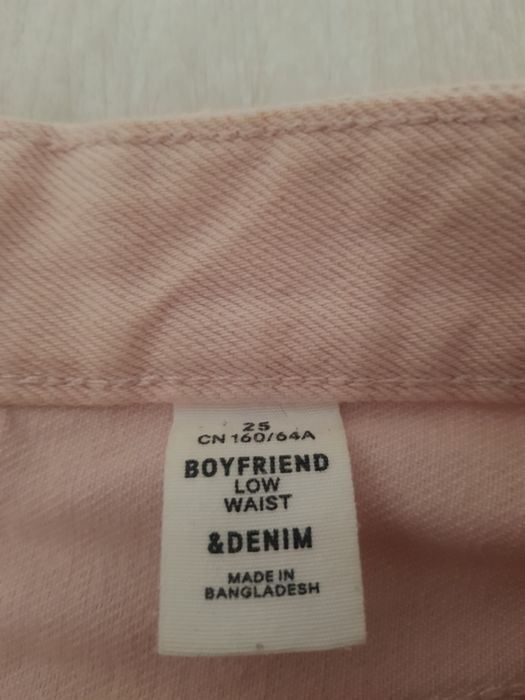 25
CN 160/64A
BOYFRIEND
LOW
WAIST
&DENIM
MADE IN
BANGLADESH